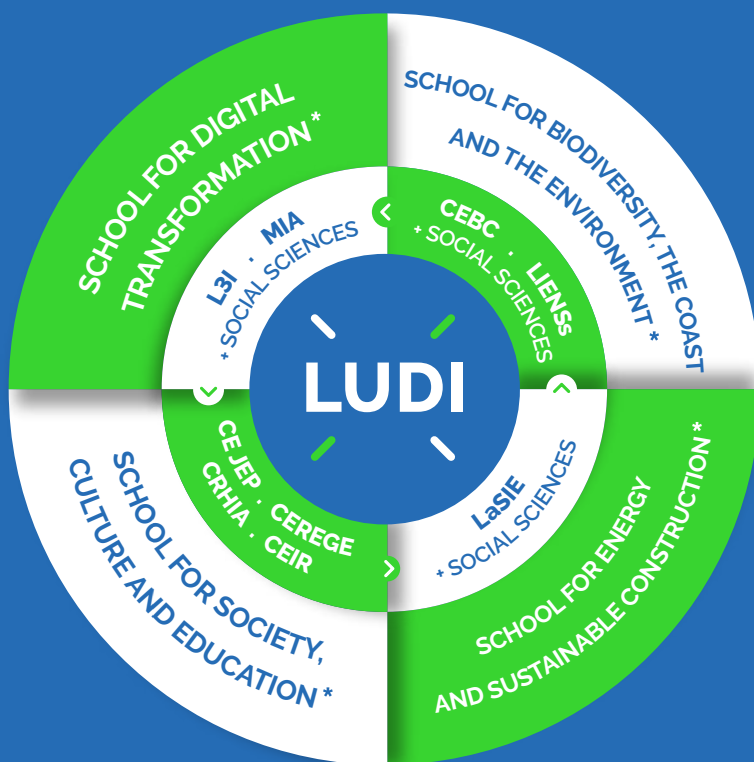 SCHOOL FOR DIGITAL
TRANSFORMATION *
SCHOOL FOR BIODIVERSITY, THE COAST
AND THE ENVIRONMENT *
L3I . MIA
+ SOCIAL SCIENCES
CEBC . LIENSs
+ SOCIAL SCIENCES
LUDI
CEJEP . CEREGE
CRHIA . CEIR
LaSIE
+ SOCIAL SCIENCES
SCHOOL FOR SOCIETY,
CULTURE AND EDUCATION *
SCHOOL FOR ENERGY
AND SUSTAINABLE CONSTRUCTION *